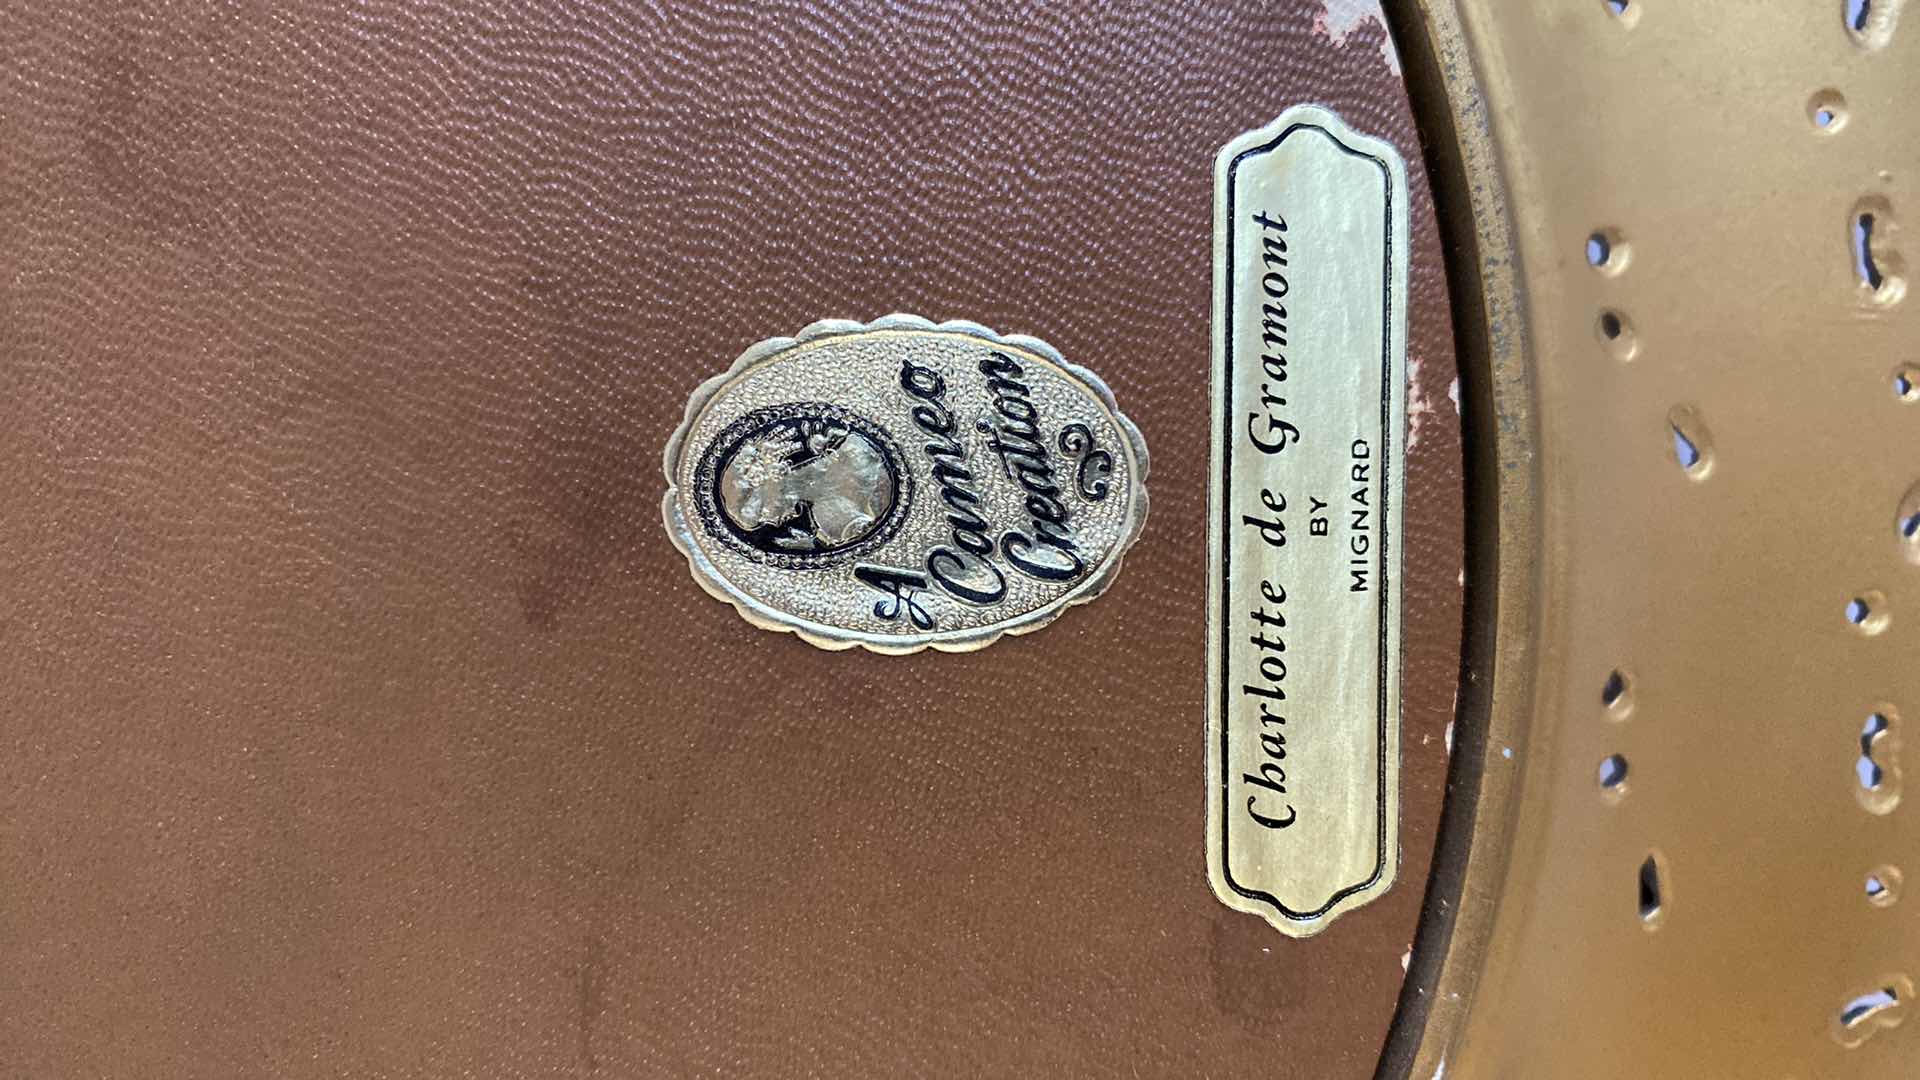 A
Cameo
Creation
Charlotte de Gramont
BY
MIGNARD